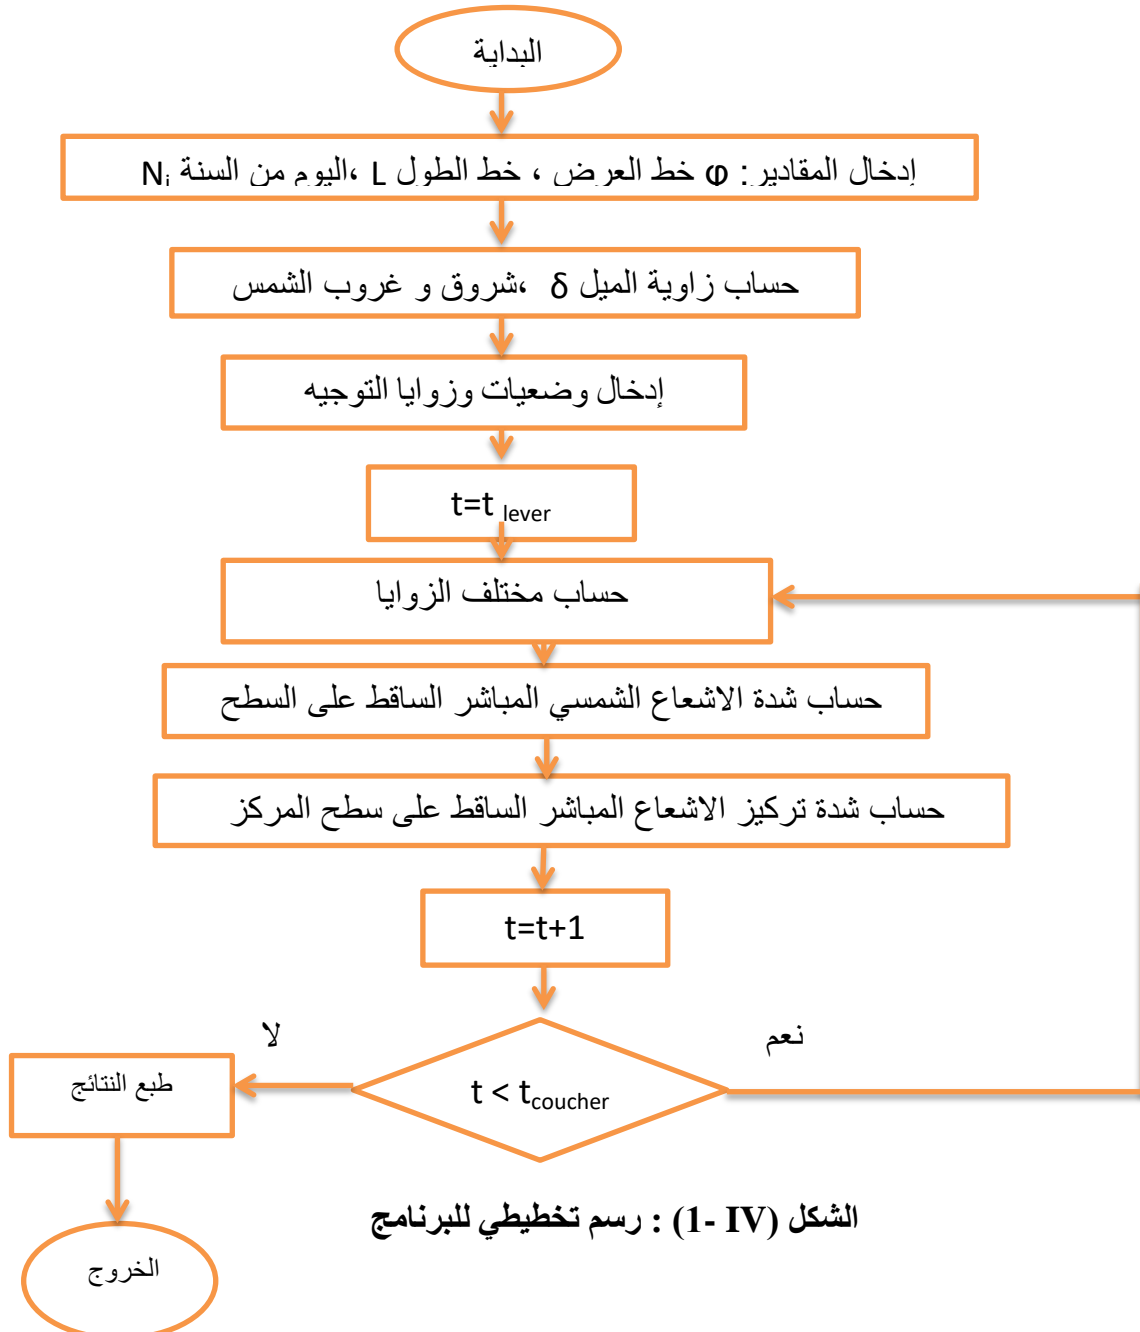 البداية
إدخال المقادير: φ خط العرض ، خط الطول L ،اليوم من السنة Nⱼ
حساب زاوية الميل δ ،شروق و غروب الشمس
إدخال وضعيات وزوايا التوجيه
t=t lever
حساب مختلف الزوايا
حساب شدة الاشعاع الشمسي المباشر الساقط على السطح
حساب شدة تركيز الاشعاع المباشر الساقط على سطح المركز
t=t+1
نعم
لا
t < tcoucher
طبع النتائج
الشكل (IV -1) : رسم تخطيطي للبرنامج
الخروج